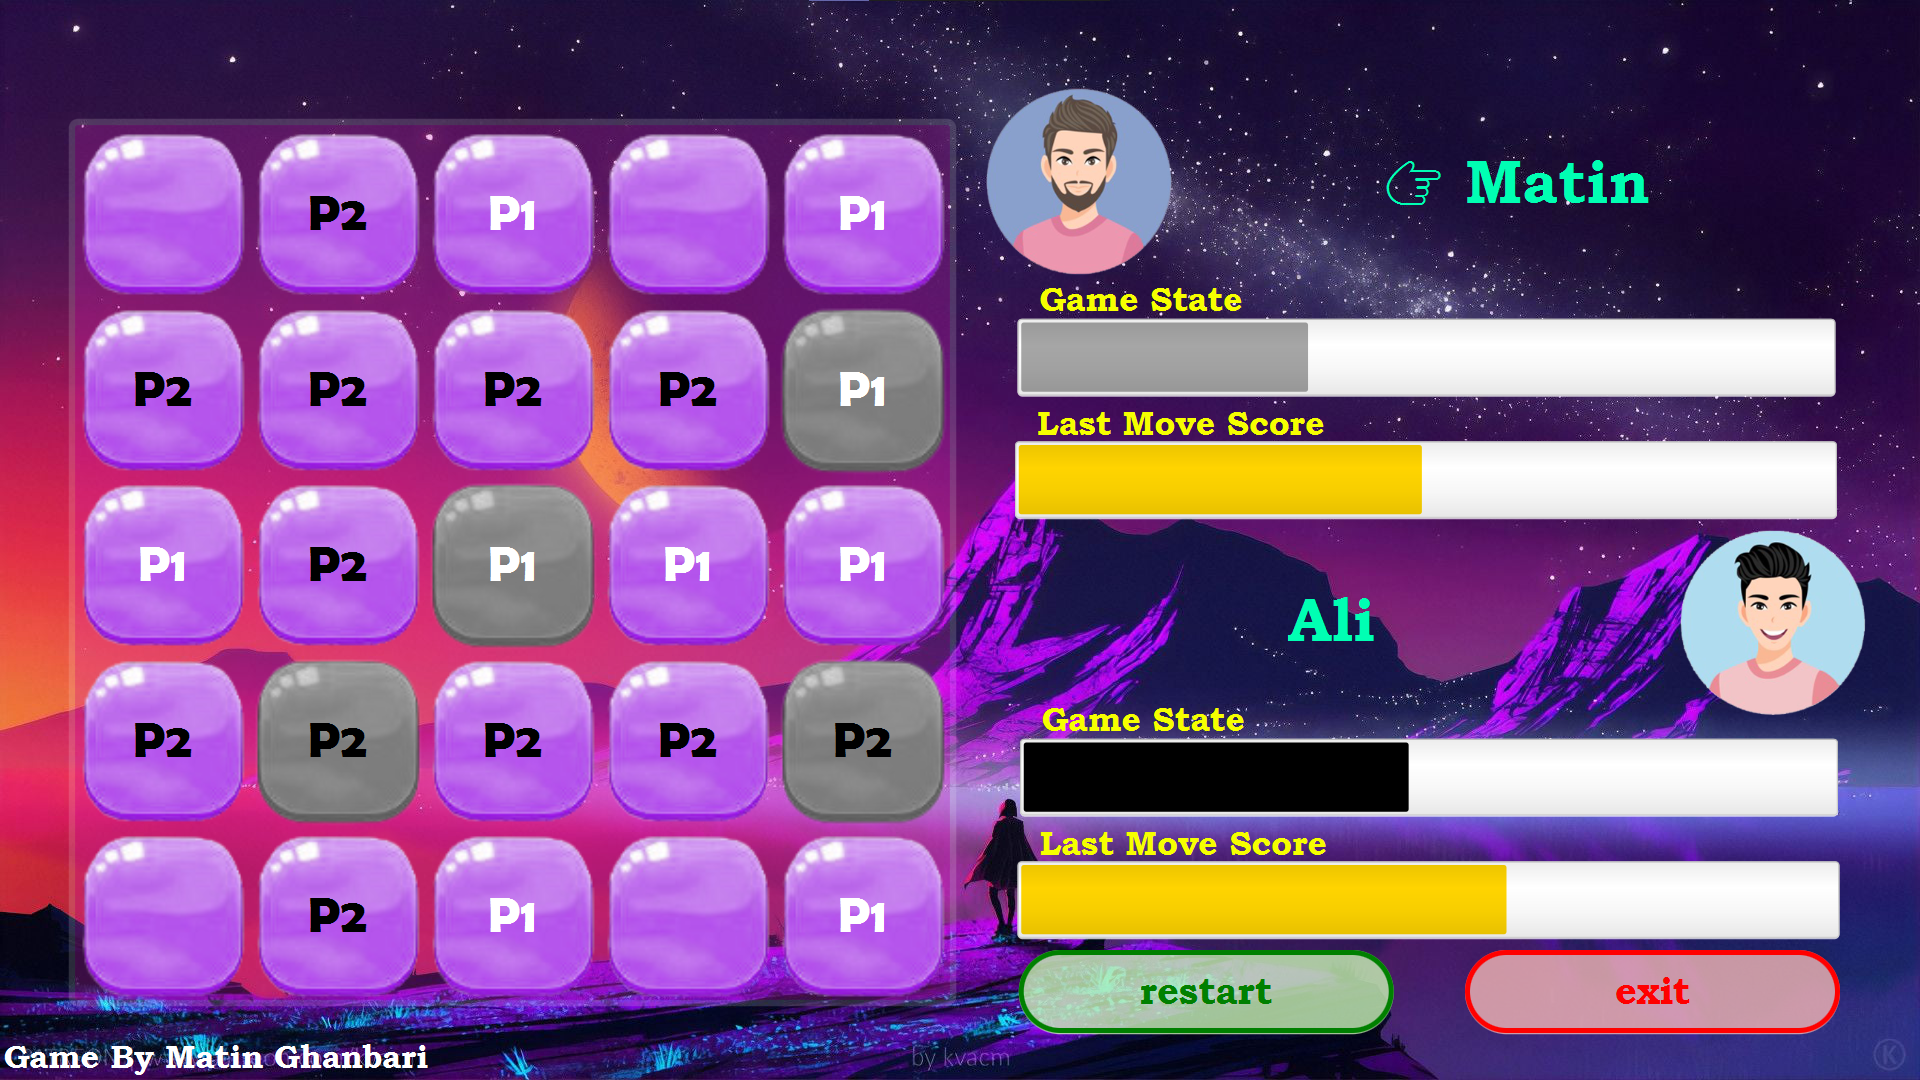 P2 P1 P1
P2 P2 P2 P2 P1
P1 P2 P1 P1 P1
P2 P2 P2 P2 P2
P2 P1 P1
Matin
Game State
Last Move Score
Ali
Game State
Last Move Score
restart exit
Game By Matin Ghanbari
by kvacm
K